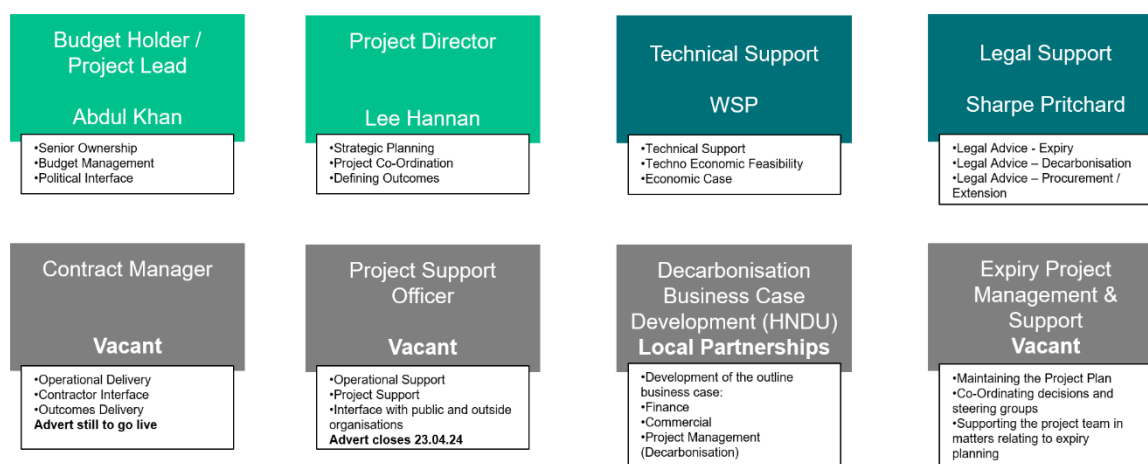 Budget Holder /
Project Lead
Abdul Khan
•Senior Ownership
•Budget Management
•Political Interface
Project Director
Lee Hannan
•Strategic Planning
•Project Co-Ordination
•Defining Outcomes
Technical Support
WSP
•Technical Support
•Techno Economic Feasibility
•Economic Case
Legal Support
Sharpe Pritchard
•Legal Advice - Expiry
•Legal Advice – Decarbonisation
•Legal Advice – Procurement /
Extension
Contract Manager
Vacant
•Operational Delivery
•Contractor Interface
•Outcomes Delivery
Advert still to go live
Project Support
Officer
Vacant
•Operational Support
•Project Support
•Interface with public and outside
organisations
Advert closes 23.04.24
Decarbonisation
Business Case
Development (HNDU)
Local Partnerships
•Development of the outline
business case:
•Finance
•Commercial
•Project Management
(Decarbonisation)
Expiry Project
Management &
Support
Vacant
•Maintaining the Project Plan
•Co-Ordinating decisions and
steering groups
•Supporting the project team in
matters relating to expiry
planning